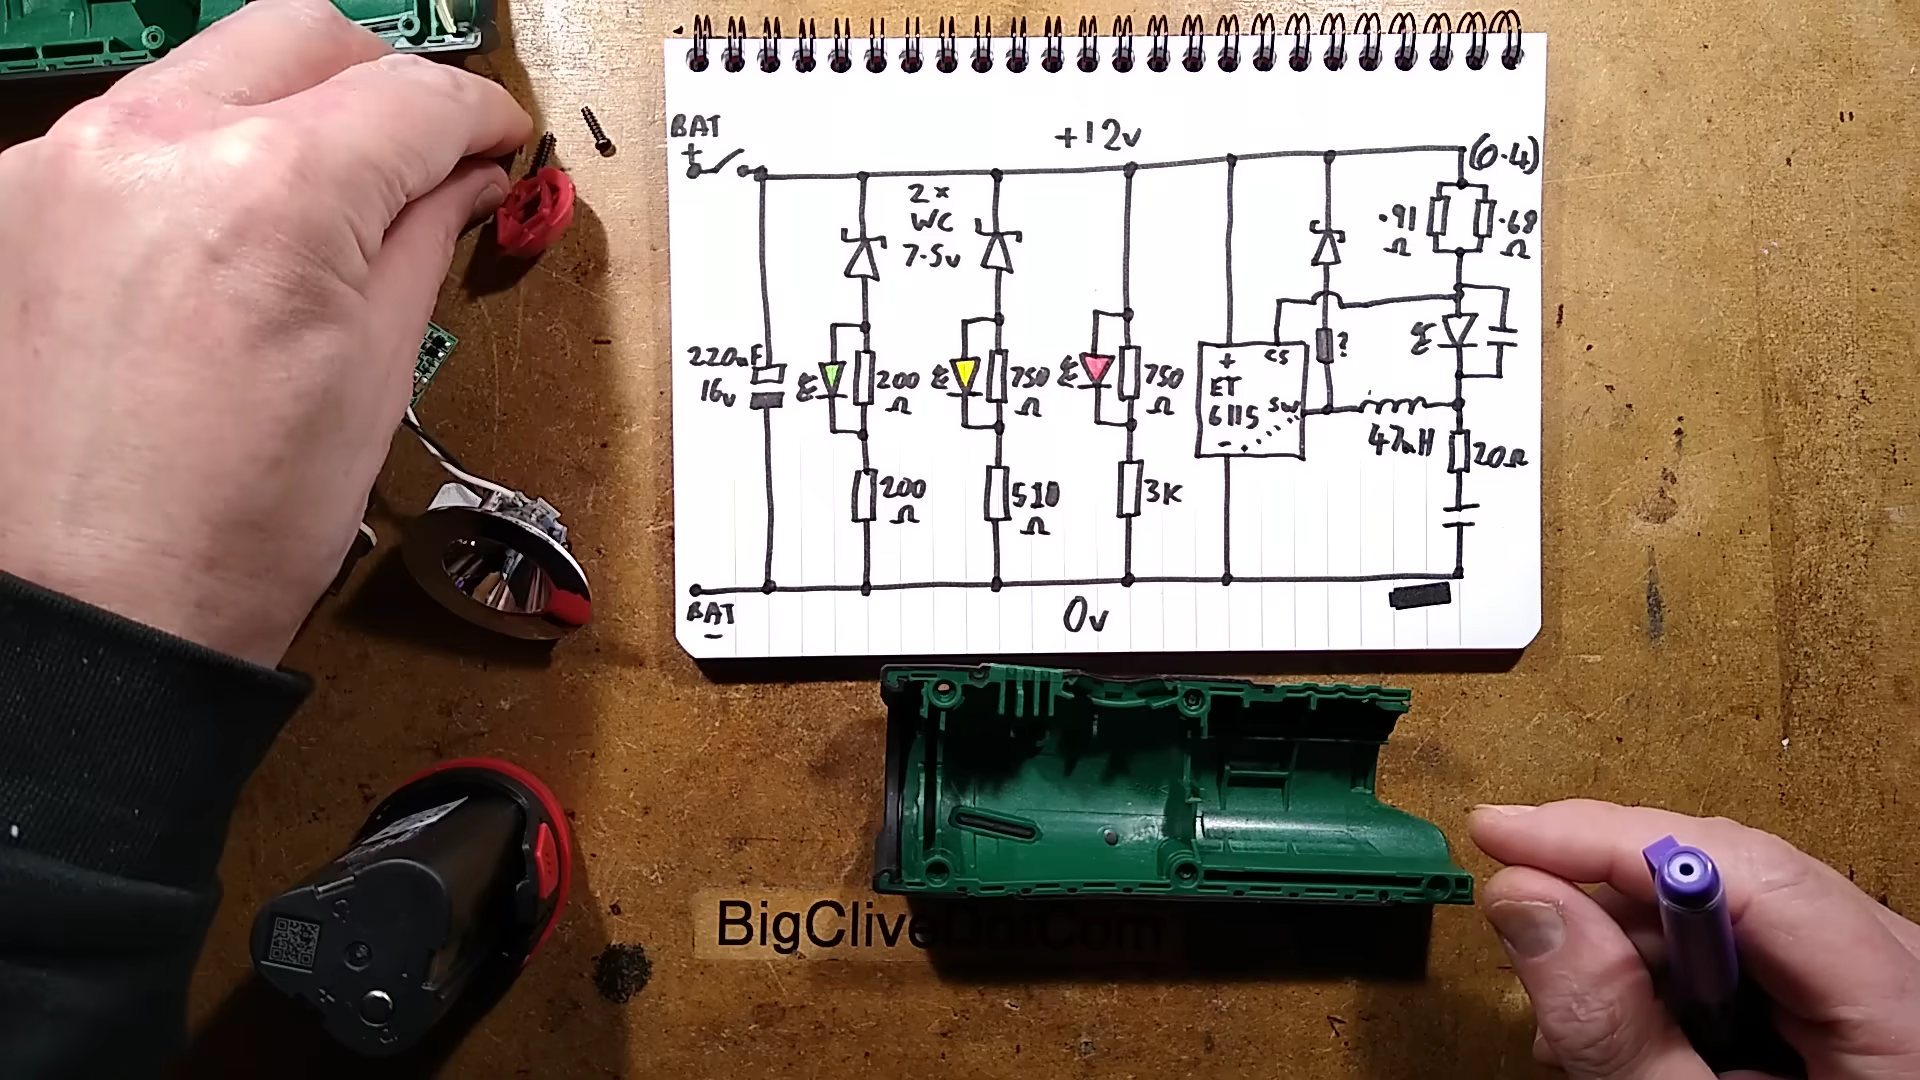 BAT
+
+12v
(0.4)
2x
WC
7.5v
.91
Ω
.68
Ω
220uF
16v
200
Ω
750
Ω
750
Ω
+
CS
ET
6115
SW
-
?
47uH
20Ω
200
Ω
510
Ω
3K
BAT
-
0v
BigCliveDotCom
+